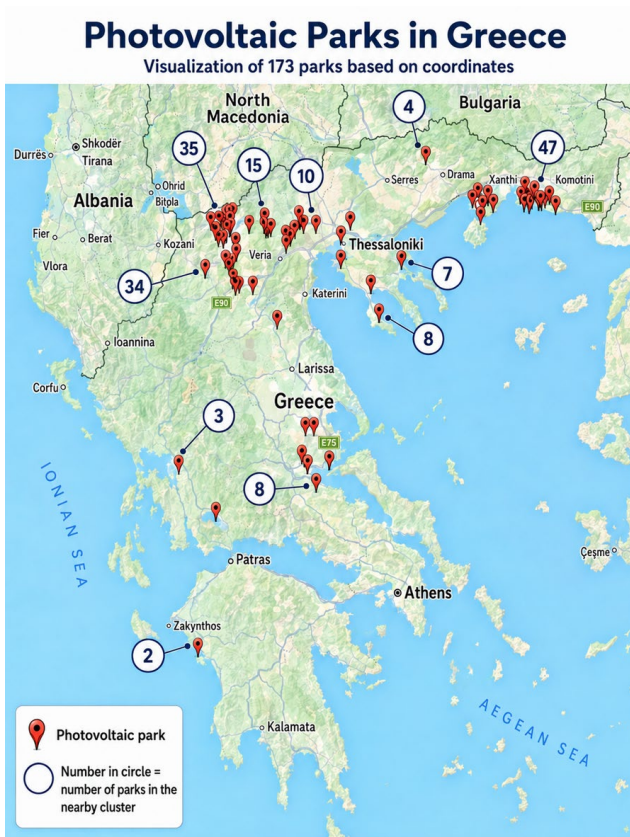 Photovoltaic Parks in Greece
Visualization of 173 parks based on coordinates
North
Macedonia
Bulgaria
4
35
15
10
47
Shkodër
Durrës
Tirana
Serres
Drama
Xanthi
Komotini
E90
Ohrid
Bitola
Albania
Fier
Berat
Kozani
Veria
Thessaloniki
Vlora
34
7
E90
Katerini
8
Ioannina
Larissa
Corfu
Greece
3
E75
8
IONIAN SEA
Çeşme
Patras
Athens
Zakynthos
2
AEGEAN SEA
Kalamata
Photovoltaic park
Number in circle =
number of parks in the
nearby cluster